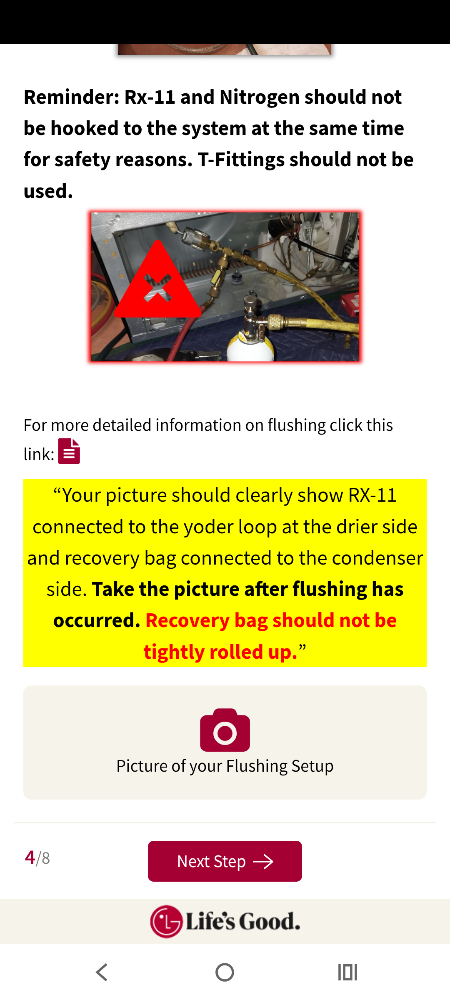 Reminder: Rx-11 and Nitrogen should not
be hooked to the system at the same time
for safety reasons. T-Fittings should not be
used.
For more detailed information on flushing click this
link:
“Your picture should clearly show RX-11
connected to the yoder loop at the drier side
and recovery bag connected to the condenser
side. Take the picture after flushing has
occurred. Recovery bag should not be
tightly rolled up.”
Picture of your Flushing Setup
4/8
Next Step
LG Life's Good.